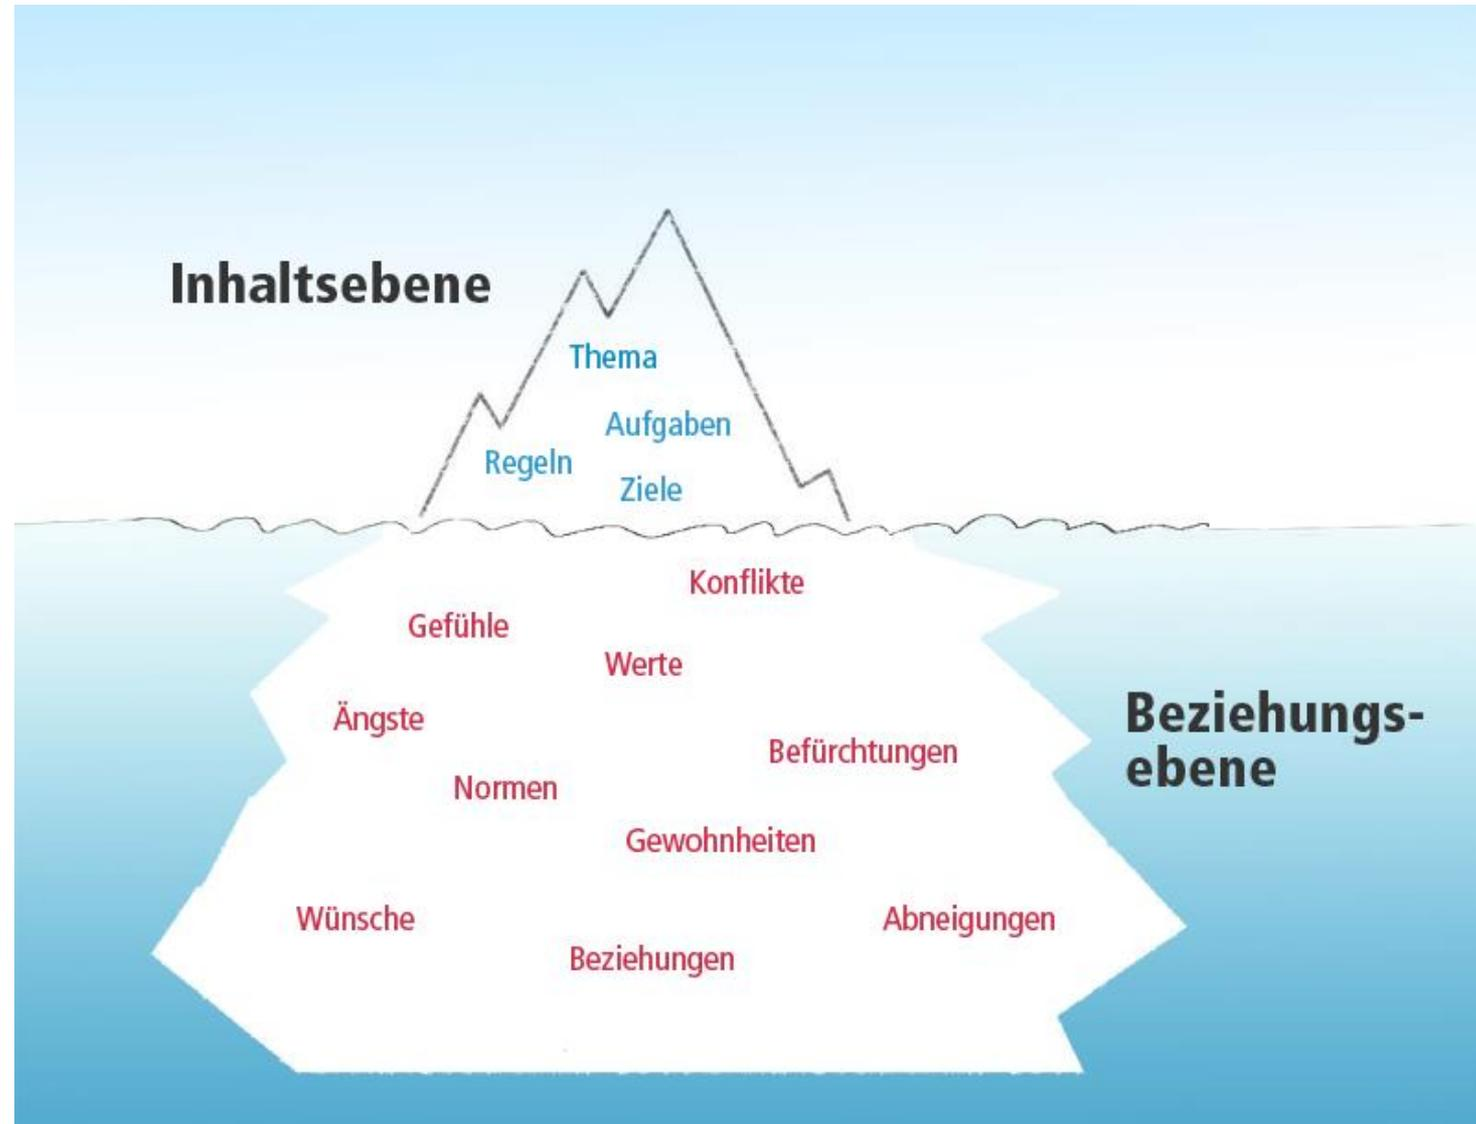 Inhaltsebene
Thema
Aufgaben
Regeln
Ziele
Konflikte
Gefühle
Werte
Ängste
Beziehungs-
ebene
Befürchtungen
Normen
Gewohnheiten
Wünsche
Abneigungen
Beziehungen